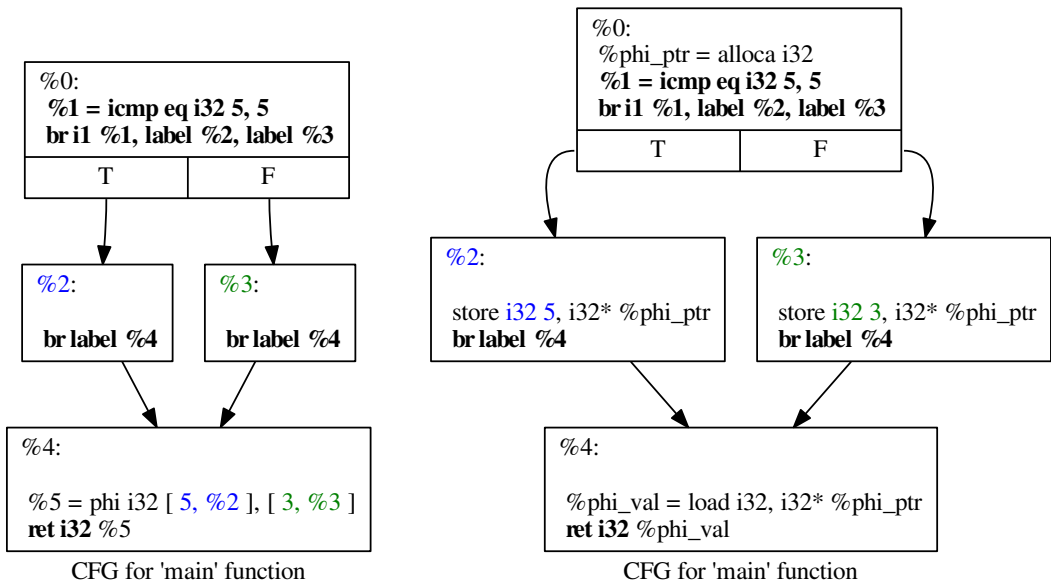 %0:
%1 = icmp eq i32 5, 5
br i1 %1, label %2, label %3
T
F
%2:
br label %4
%3:
br label %4
%4:
%5 = phi i32 [ 5, %2 ], [ 3, %3 ]
ret i32 %5
CFG for 'main' function
%0:
%phi_ptr = alloca i32
%1 = icmp eq i32 5, 5
br i1 %1, label %2, label %3
T
F
%2:
store i32 5, i32* %phi_ptr
br label %4
%3:
store i32 3, i32* %phi_ptr
br label %4
%4:
%phi_val = load i32, i32* %phi_ptr
ret i32 %phi_val
CFG for 'main' function